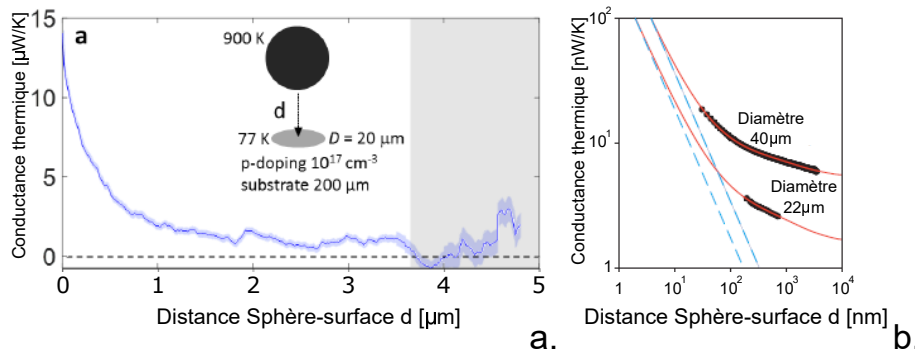 a
15
10
5
0
Conductance thermique [µW/K]
900 K
d
77 K
D = 20 µm
p-doping 10¹⁷ cm⁻³
substrate 200 µm
0 1 2 3 4 5
Distance Sphère-surface d [µm]
a.
10²
10¹
1
Conductance thermique [nW/K]
Diamètre
40µm
Diamètre
22µm
1 10¹ 10² 10³ 10⁴
Distance Sphère-surface d [nm]
b.